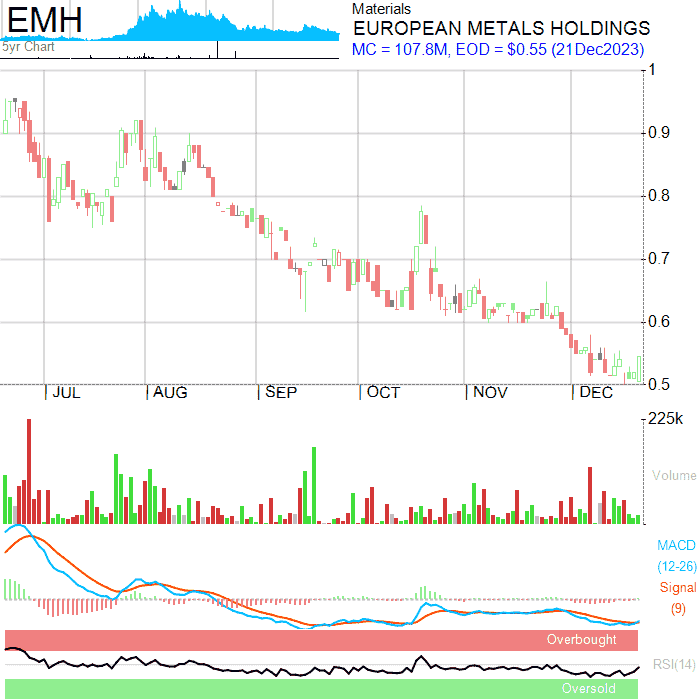 EMH
5yr Chart
Materials
EUROPEAN METALS HOLDINGS
MC = 107.8M, EOD = $0.55 (21Dec2023)
1
0.9
0.8
0.7
0.6
0.5
JUL AUG SEP OCT NOV DEC
225k
Volume
MACD
(12-26)
Signal
(9)
Overbought
RSI(14)
Oversold